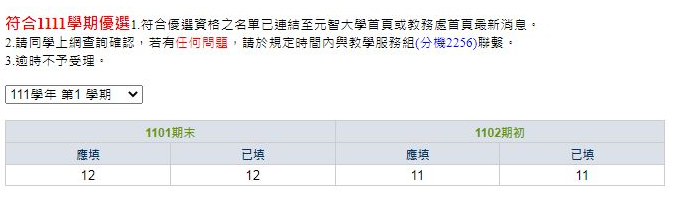 符合1111學期優選1.符合優選資格之名單已連結至元智大學首頁或教務處首頁最新消息。
2.請同學上網查詢確認，若有任何問題，請於規定時間內與教學服務組(分機2256)聯繫。
3.逾時不予受理。
111學年 第1 學期
1101期末 1102期初
應填 已填 應填 已填
12 12 11 11